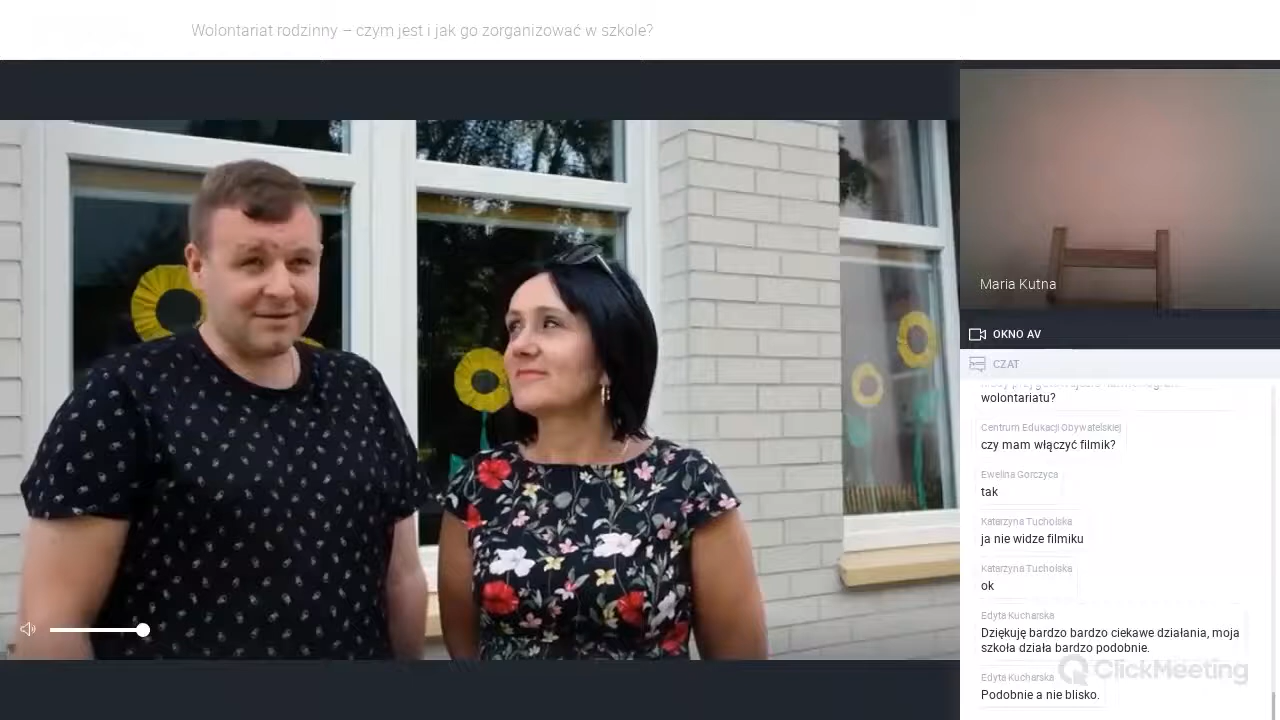 Wolontariat rodzinny – czym jest i jak go zorganizować w szkole?
Maria Kutna
OKNO AV
CZAT
wolontariatu?
Centrum Edukacji Obywatelskiej
czy mam włączyć filmik?
Ewelina Gorczyca
tak
Katarzyna Tucholska
ja nie widze filmiku
Katarzyna Tucholska
ok
Edyta Kucharska
Dziękuję bardzo bardzo ciekawe działania, moja
szkoła działa bardzo podobnie.
Edyta Kucharska
Podobnie a nie blisko.
ClickMeeting